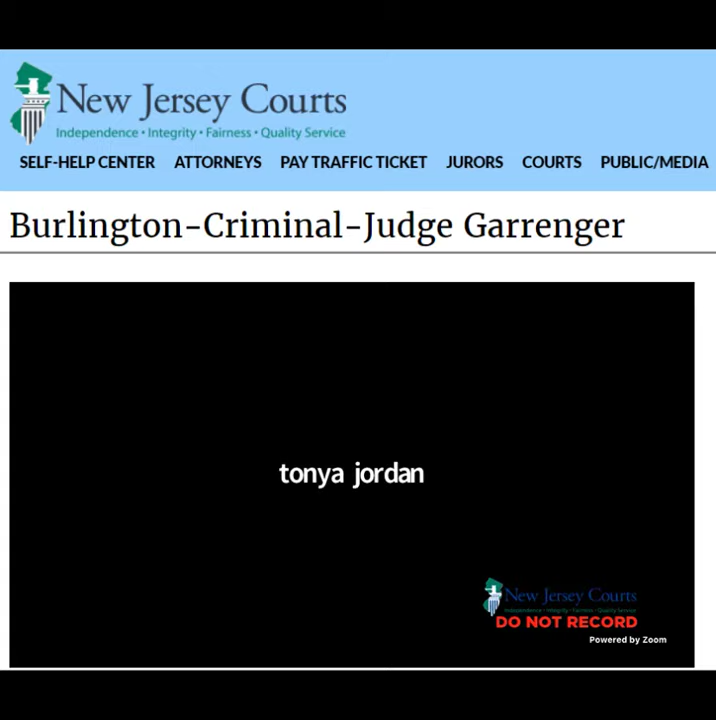 New Jersey Courts
Independence • Integrity • Fairness • Quality Service
SELF-HELP CENTER ATTORNEYS PAY TRAFFIC TICKET JURORS COURTS PUBLIC/MEDIA
Burlington-Criminal-Judge Garrenger
tonya jordan
New Jersey Courts
Independence • Integrity • Fairness • Quality Service
DO NOT RECORD
Powered by Zoom